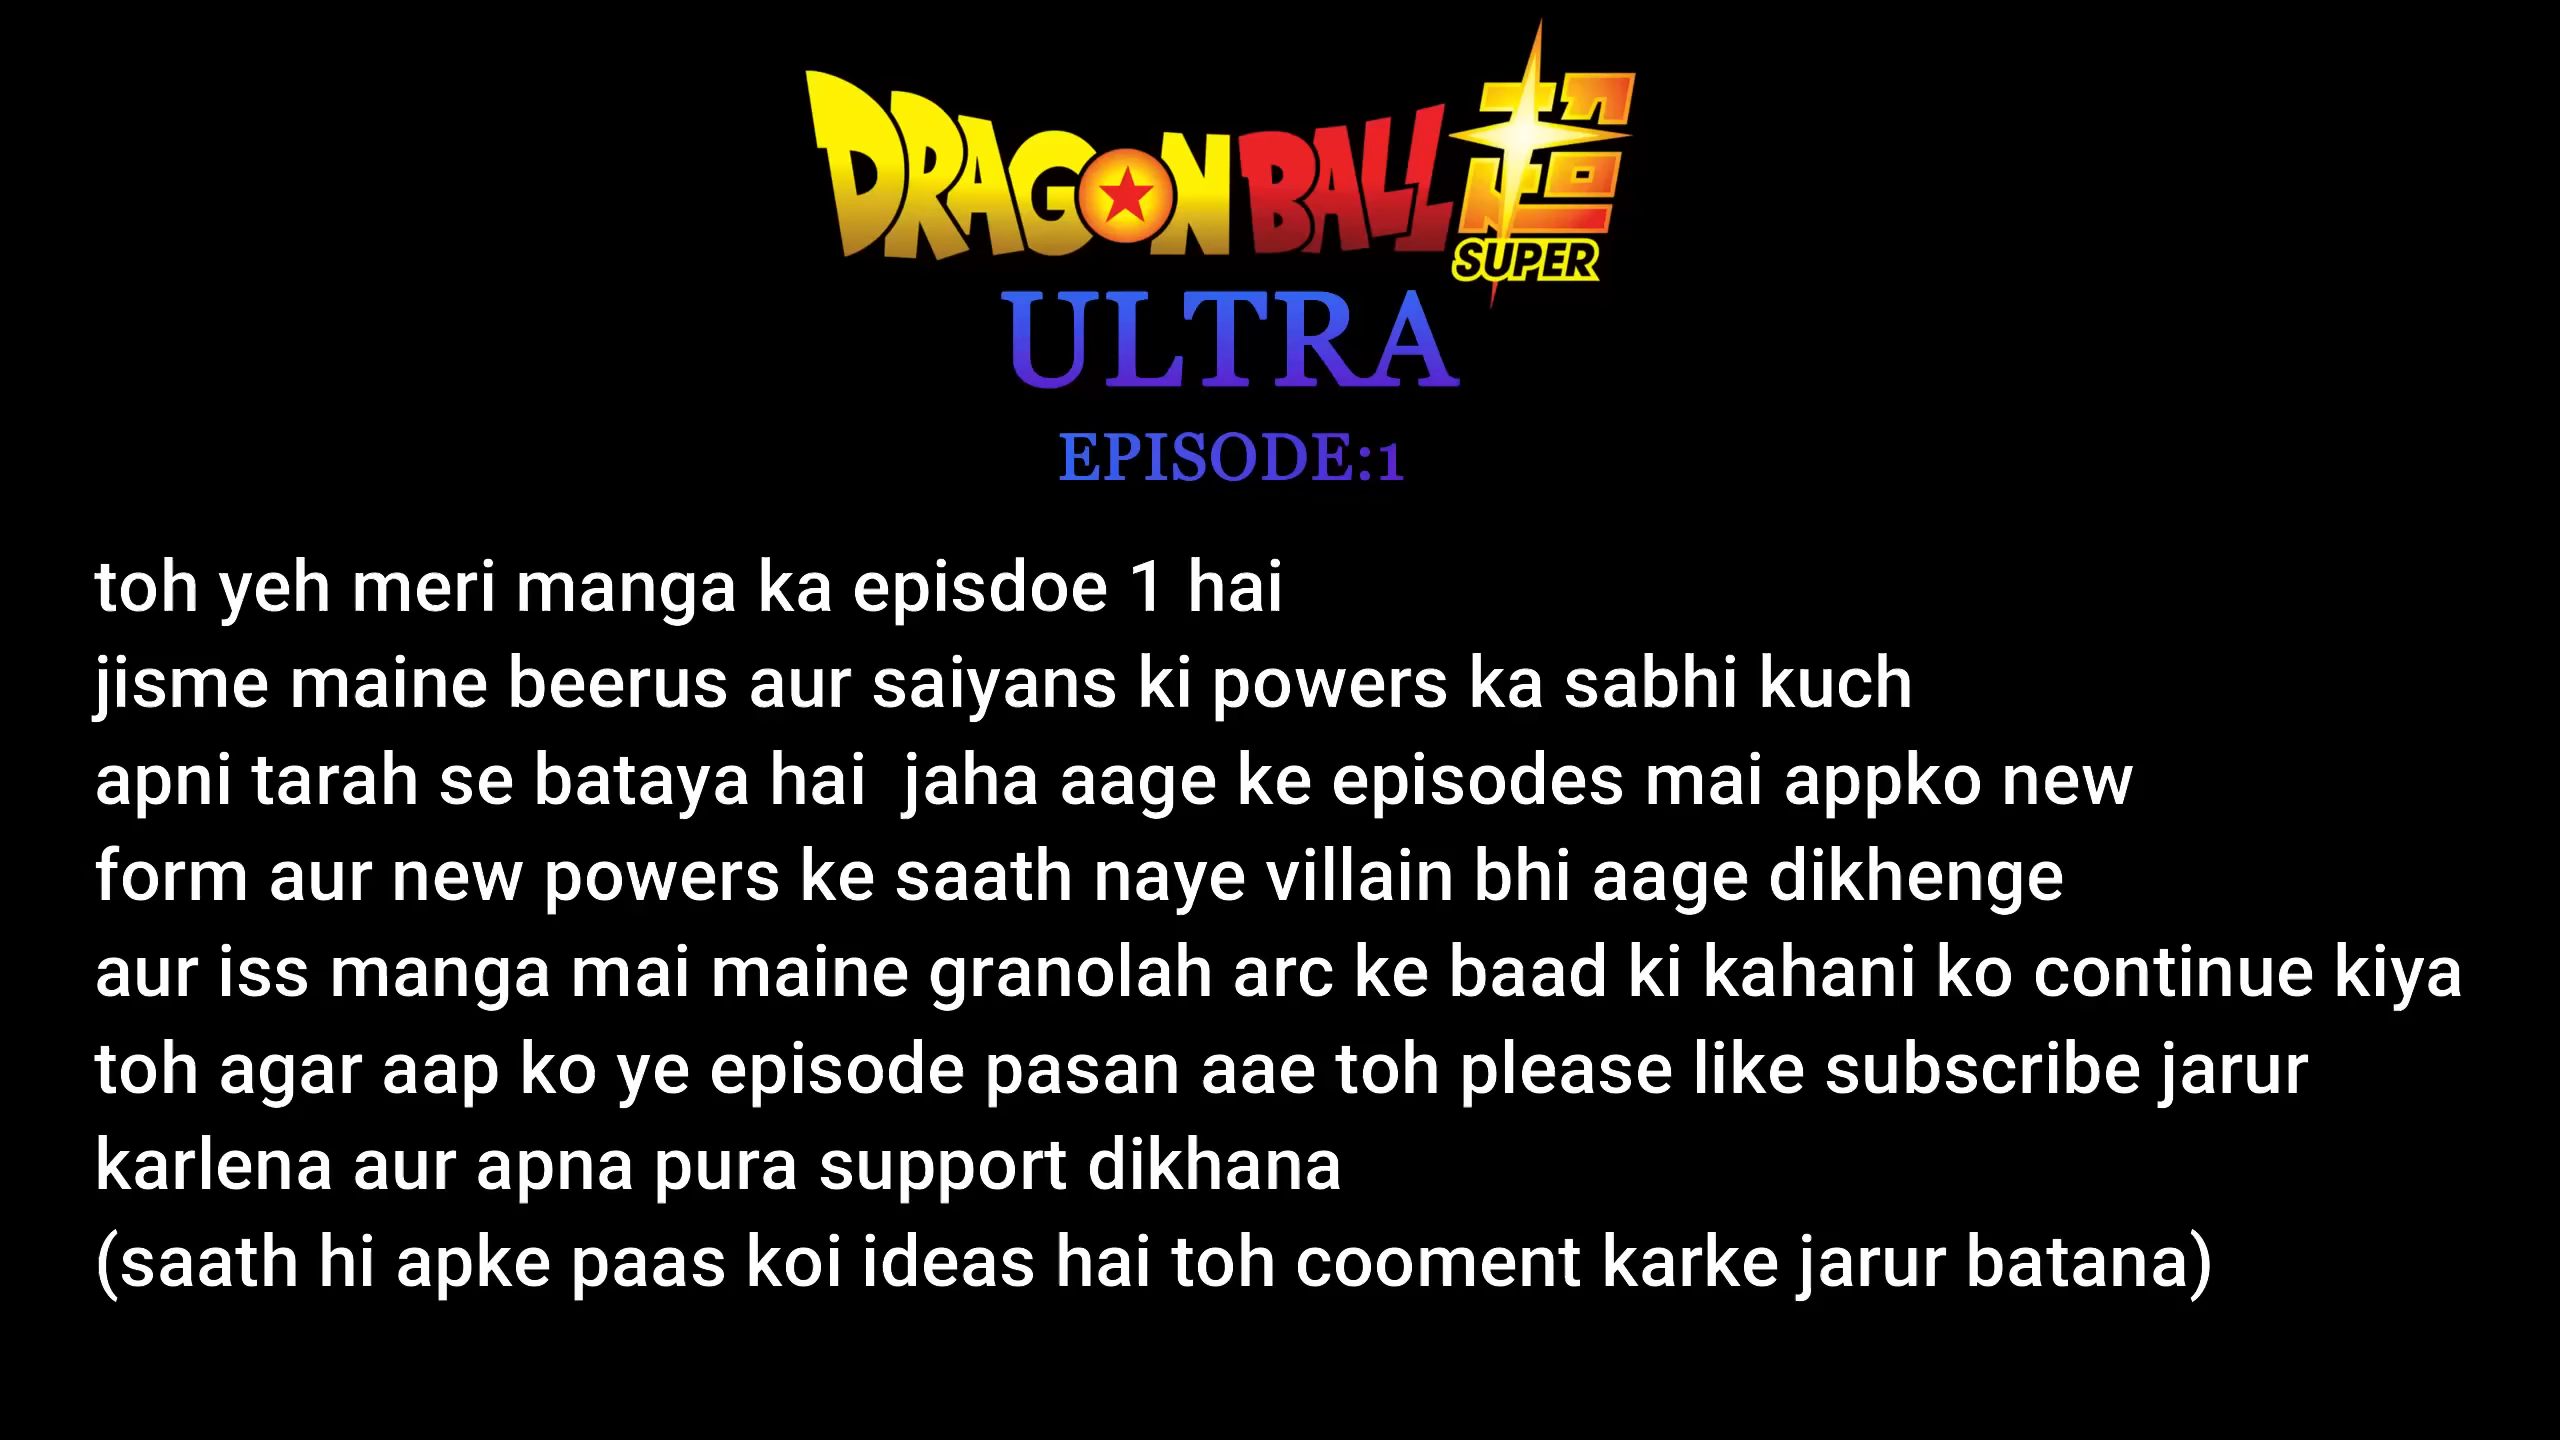 DRAGON BALL 超
SUPER
ULTRA
EPISODE:1
toh yeh meri manga ka episdoe 1 hai
jisme maine beerus aur saiyans ki powers ka sabhi kuch
apni tarah se bataya hai  jaha aage ke episodes mai appko new
form aur new powers ke saath naye villain bhi aage dikhenge
aur iss manga mai maine granolah arc ke baad ki kahani ko continue kiya
toh agar aap ko ye episode pasan aae toh please like subscribe jarur
karlena aur apna pura support dikhana
(saath hi apke paas koi ideas hai toh cooment karke jarur batana)